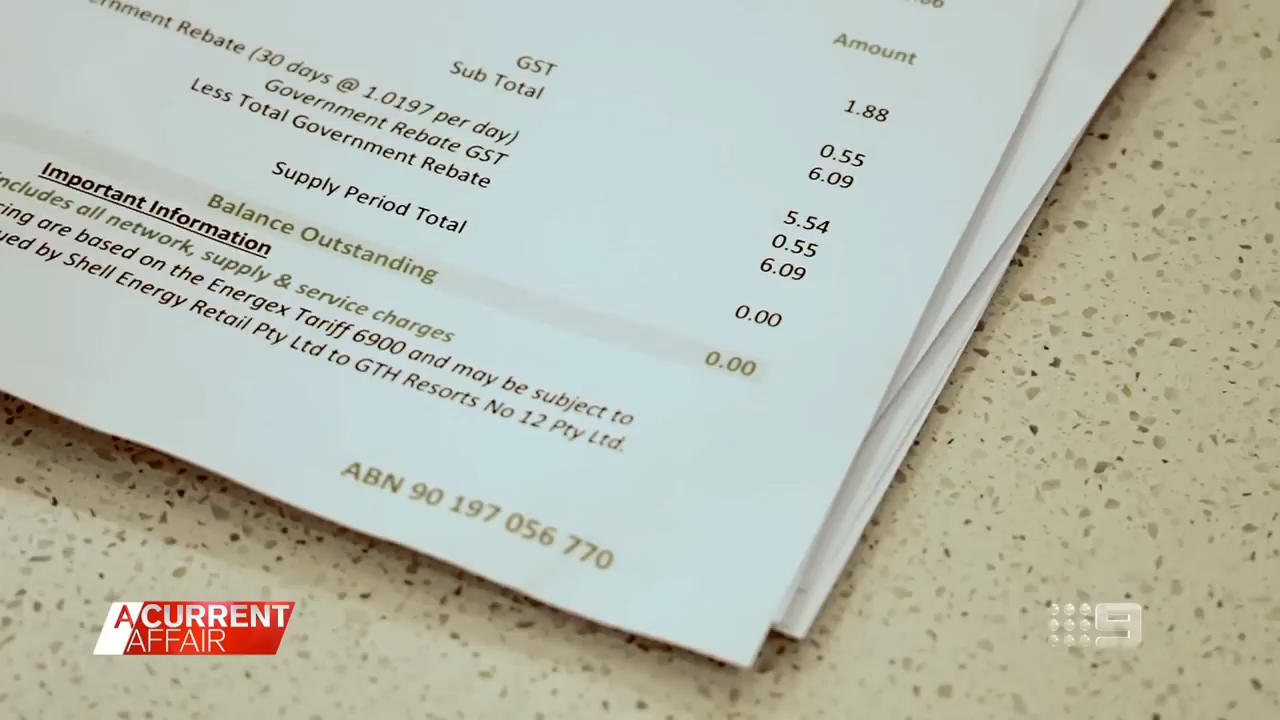 Amount
1.88
GST 0.55
Sub Total 6.09
Rebate (30 days @ 1.0197 per day) 5.54
Government Rebate GST 0.55
Less Total Government Rebate 6.09
Supply Period Total 0.00
Balance Outstanding 0.00
Important Information
includes all network, supply & service charges
are based on the Energex Tariff 6900 and may be subject to
by Shell Energy Retail Pty Ltd to GTH Resorts No 12 Pty Ltd.
ABN 90 197 056 770
A CURRENT
AFFAIR
9